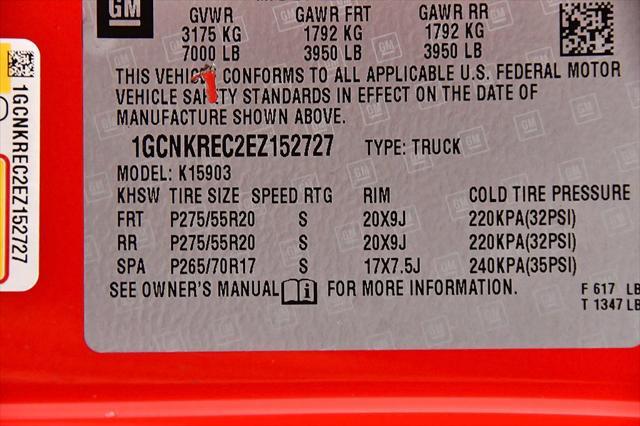 GM
GVWR GAWR FRT GAWR RR
3175 KG 1792 KG 1792 KG
7000 LB 3950 LB 3950 LB
THIS CONFORMS TO ALL APPLICABLE U.S. FEDERAL MOTOR
VEHICLE STANDARDS IN EFFECT ON THE DATE OF
MANUFACTURE SHOWN ABOVE.
1GCNKREC2EZ152727 TYPE: TRUCK
MODEL: K15903
KHSW TIRE SIZE SPEED RTG RIM COLD TIRE PRESSURE
FRT P275/55R20 S 20X9J 220KPA(32PSI)
RR P275/55R20 S 20X9J 220KPA(32PSI)
SPA P265/70R17 S 17X7.5J 240KPA(35PSI)
SEE OWNER'S MANUAL i FOR MORE INFORMATION.
F 617 LB
T 1347 LB
1GCNKREC2EZ152727